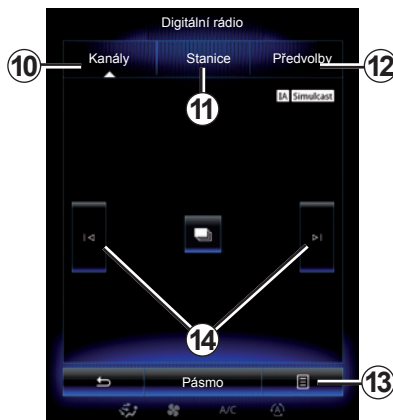 Digitální rádio
10 Kanály Stanice Předvolby 12
11
IA Simulcast
14
Pásmo 13
A/C